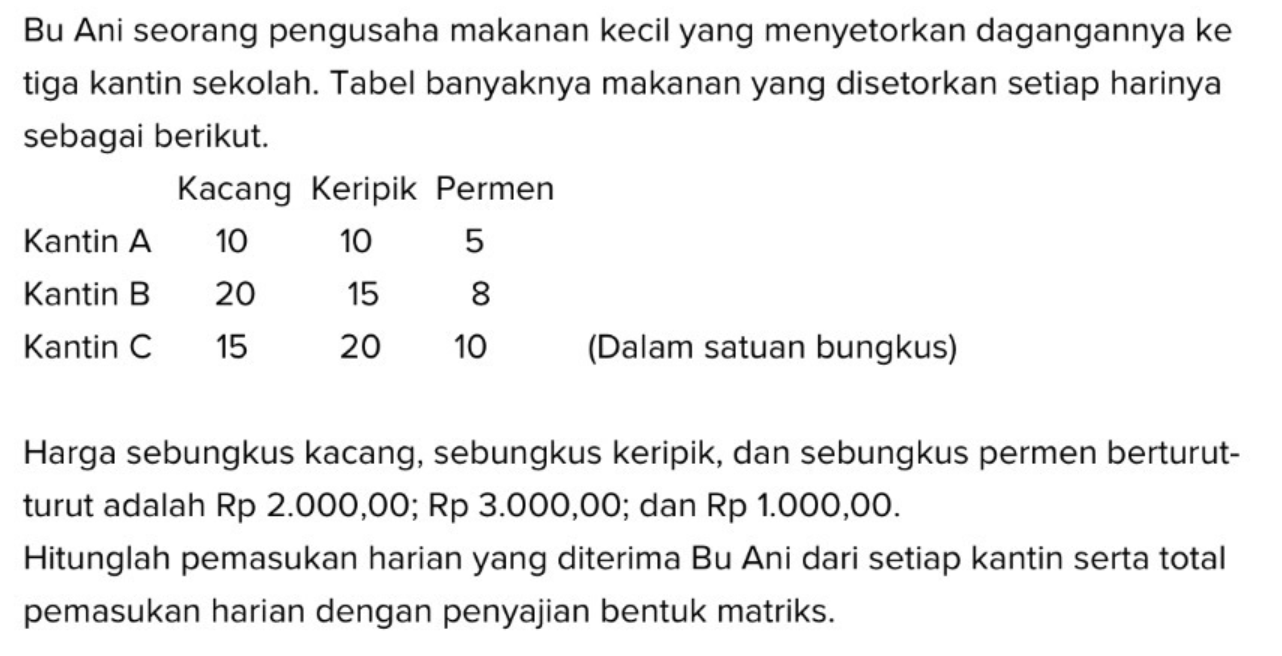 Bu Ani seorang pengusaha makanan kecil yang menyetorkan dagangannya ke
tiga kantin sekolah. Tabel banyaknya makanan yang disetorkan setiap harinya
sebagai berikut.
Kacang Keripik Permen
Kantin A 10 10 5
Kantin B 20 15 8
Kantin C 15 20 10 (Dalam satuan bungkus)
Harga sebungkus kacang, sebungkus keripik, dan sebungkus permen berturut-
turut adalah Rp 2.000,00; Rp 3.000,00; dan Rp 1.000,00.
Hitunglah pemasukan harian yang diterima Bu Ani dari setiap kantin serta total
pemasukan harian dengan penyajian bentuk matriks.